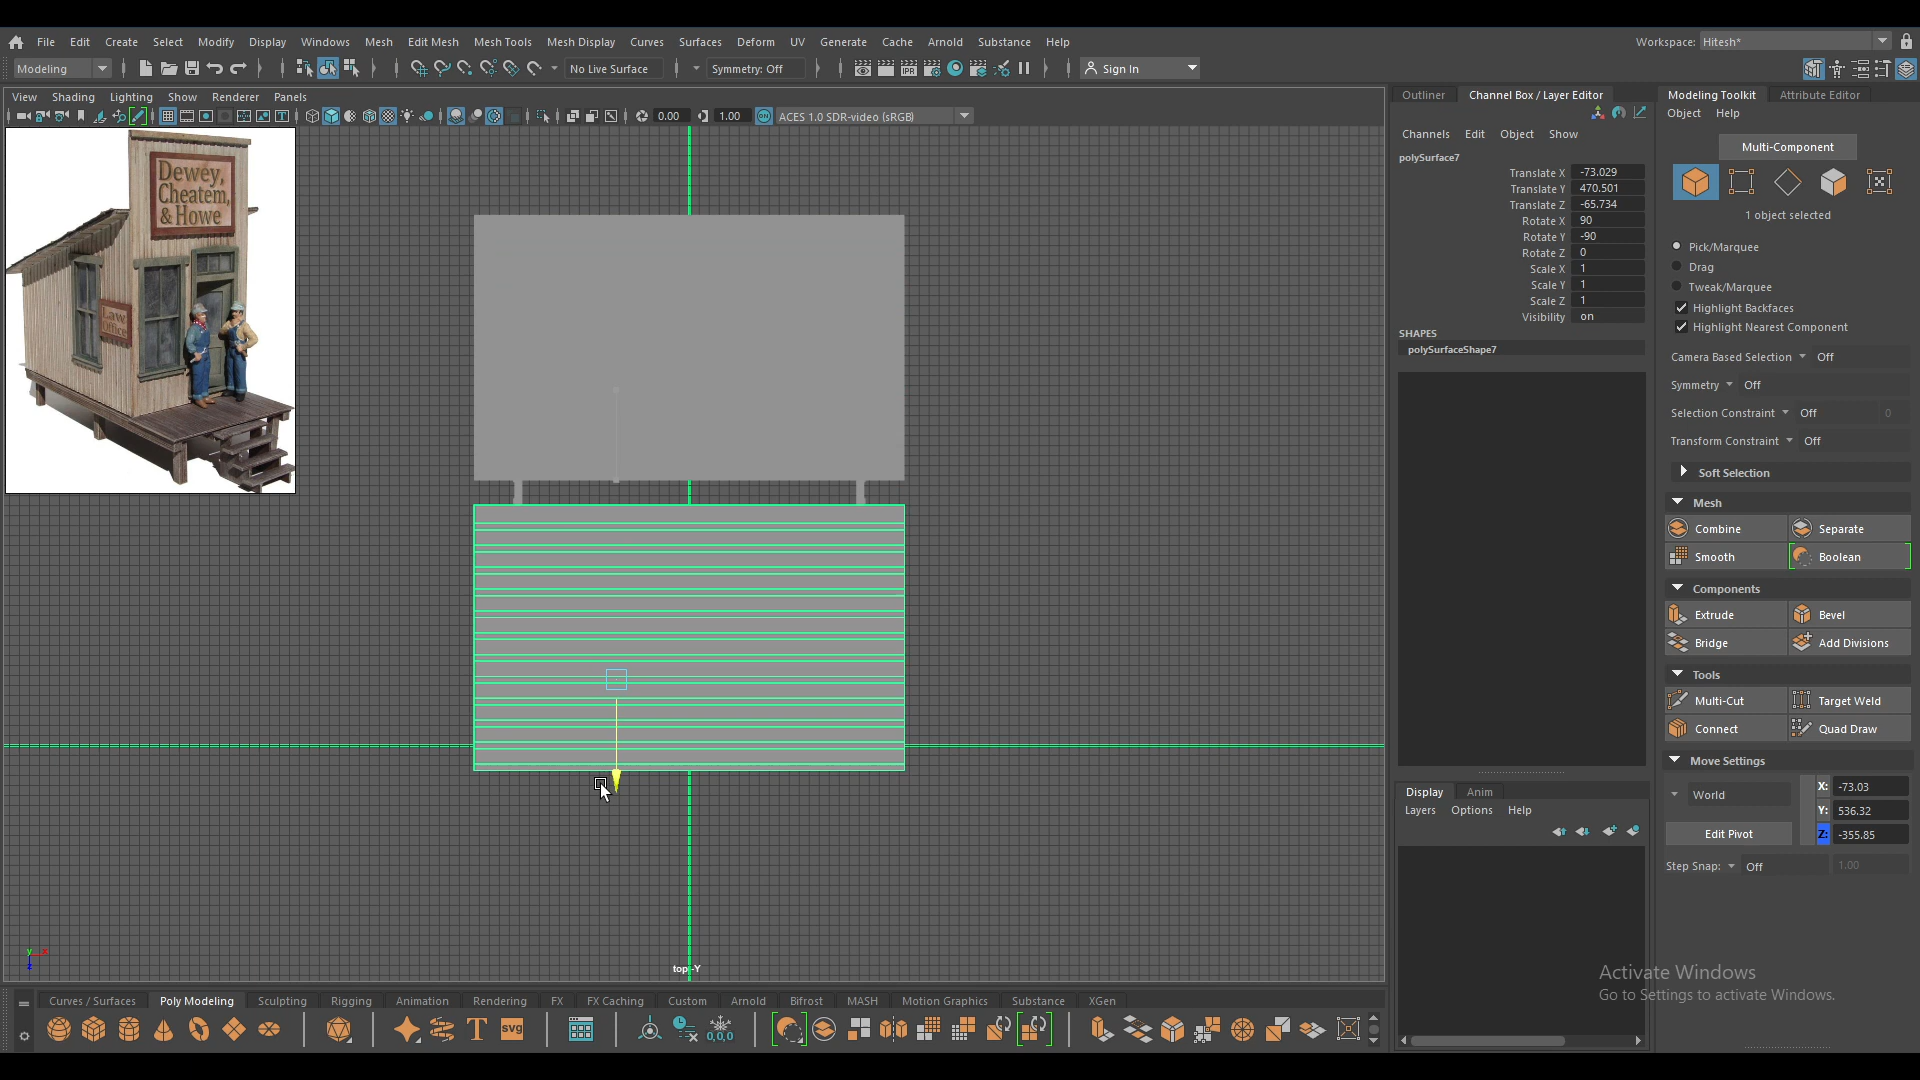 File Edit Create Select Modify Display Windows Mesh Edit Mesh Mesh Tools Mesh Display Curves Surfaces Deform UV Generate Cache Arnold Substance Help
Workspace: Hitesh*
Modeling
No Live Surface
Symmetry: Off
Sign In
View Shading Lighting Show Renderer Panels
0.00
1.00
ACES 1.0 SDR-video (sRGB)
Dewey,
Cheatem,
& Howe
Law
Office
top -Y
Outliner Channel Box / Layer Editor
Channels Edit Object Show
polySurface7
Translate X -73.029
Translate Y 470.501
Translate Z -65.734
Rotate X 90
Rotate Y -90
Rotate Z 0
Scale X 1
Scale Y 1
Scale Z 1
Visibility on
SHAPES
polySurfaceShape7
Display Anim
Layers Options Help
Modeling Toolkit Attribute Editor
Object Help
Multi-Component
1 object selected
Pick/Marquee
Drag
Tweak/Marquee
Highlight Backfaces
Highlight Nearest Component
Camera Based Selection Off
Symmetry Off
Selection Constraint Off 0
Transform Constraint Off
Soft Selection
Mesh
Combine Separate
Smooth Boolean
Components
Extrude Bevel
Bridge Add Divisions
Tools
Multi-Cut Target Weld
Connect Quad Draw
Move Settings
World
X: -73.03
Y: 536.32
Edit Pivot
Z: -355.85
Step Snap: Off 1.00
Activate Windows
Go to Settings to activate Windows.
Curves / Surfaces Poly Modeling Sculpting Rigging Animation Rendering FX FX Caching Custom Arnold Bifrost MASH Motion Graphics Substance XGen
T svg 0,0,0